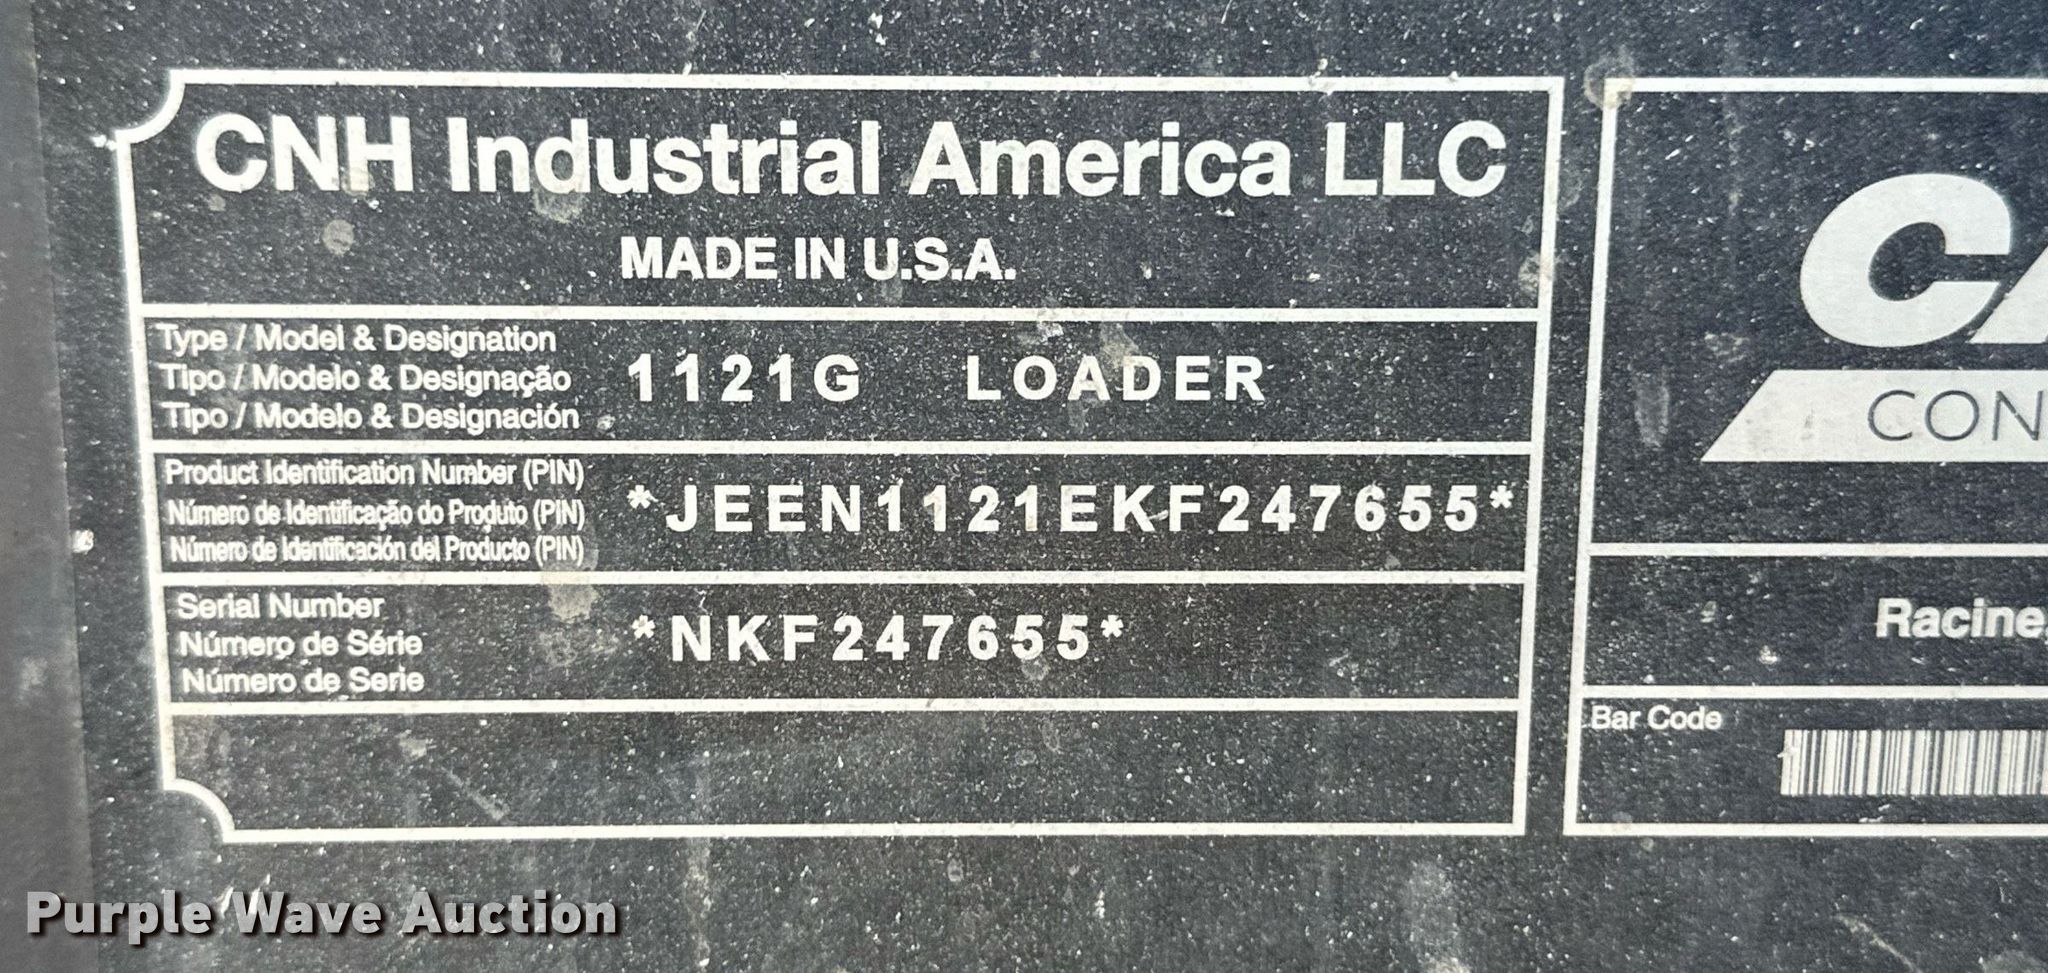 CNH Industrial America LLC
MADE IN U.S.A.
Type / Model & Designation
Tipo / Modelo & Designação
Tipo / Modelo & Designación
1121G LOADER
Product Identification Number (PIN)
Número de Identificação do Produto (PIN)
Número de Identificación del Producto (PIN)
*JEEN1121EKF247655*
Serial Number
Número de Série
Número de Serie
*NKF247655*
CA
CON
Racine,
Bar Code
Purple Wave Auction